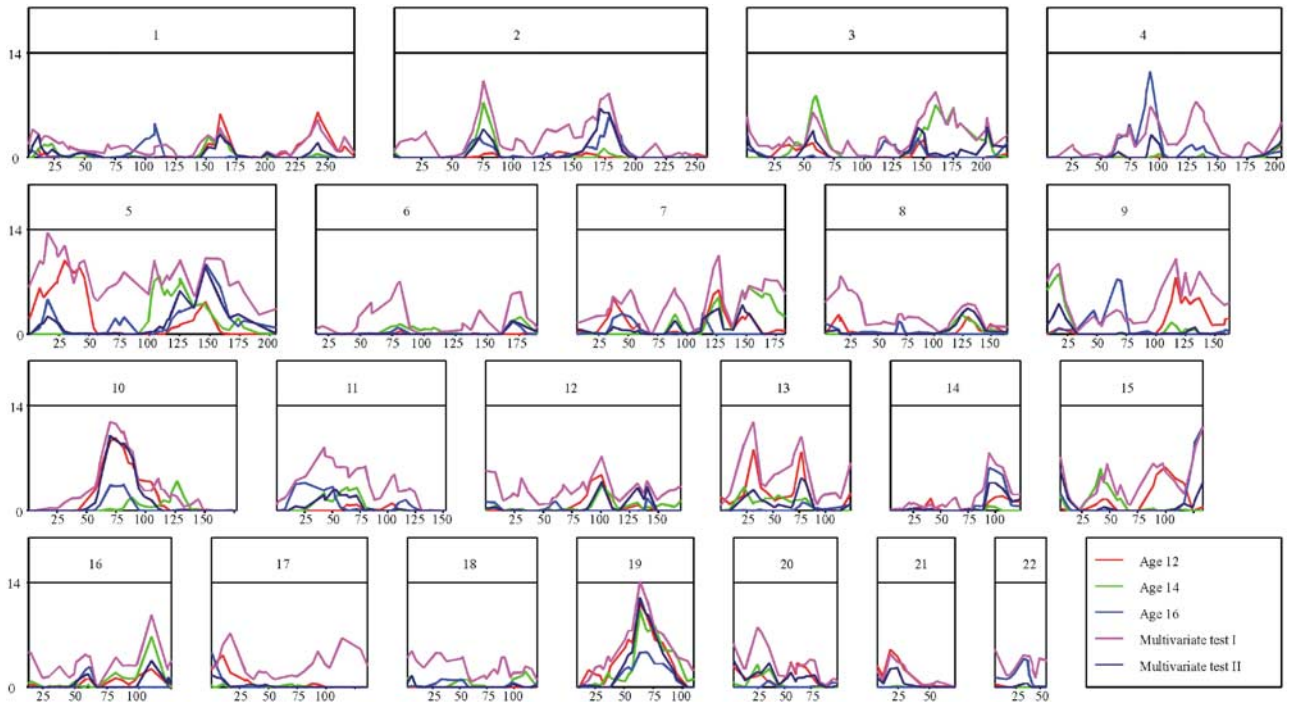 1 2 3 4
14
0
25 50 75 100 125 150 175 200 225 250
25 50 75 100 125 150 175 200 225 250
25 50 75 100 125 150 175 200
25 50 75 100 125 150 175 200
5 6 7 8 9
14
0
25 50 75 100 125 150 175 200
25 50 75 100 125 150 175
25 50 75 100 125 150 175
25 50 75 100 125 150
25 50 75 100 125 150
10 11 12 13 14 15
14
0
25 50 75 100 125 150
25 50 75 100 125 150
25 50 75 100 125 150
25 50 75 100
25 50 75 100
25 50 75 100
16 17 18 19 20 21 22
14
0
25 50 75 100
25 50 75 100
25 50 75 100
25 50 75 100
25 50 75
25 50
25 50
Age 12
Age 14
Age 16
Multivariate test I
Multivariate test II